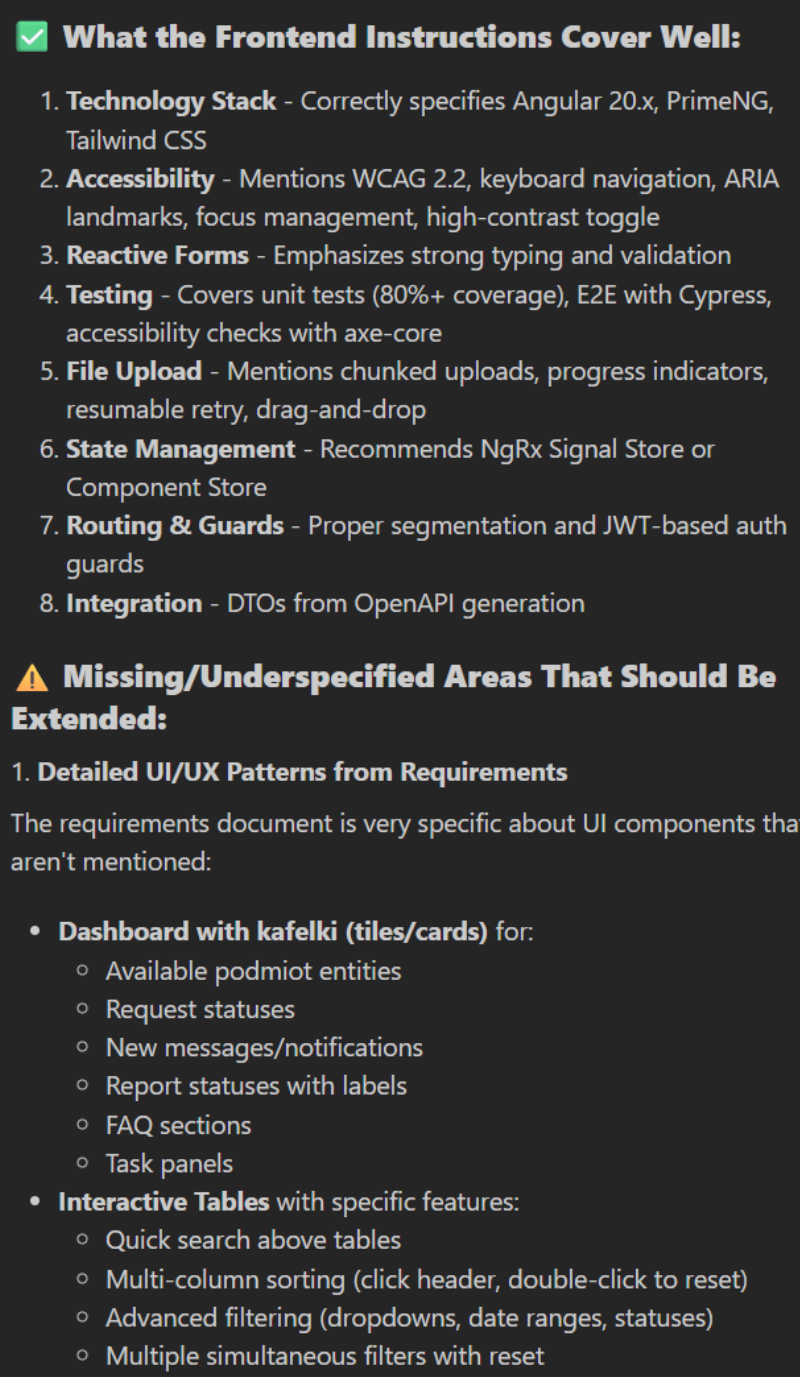 ✅ What the Frontend Instructions Cover Well:
1. Technology Stack - Correctly specifies Angular 20.x, PrimeNG,
Tailwind CSS
2. Accessibility - Mentions WCAG 2.2, keyboard navigation, ARIA
landmarks, focus management, high-contrast toggle
3. Reactive Forms - Emphasizes strong typing and validation
4. Testing - Covers unit tests (80%+ coverage), E2E with Cypress,
accessibility checks with axe-core
5. File Upload - Mentions chunked uploads, progress indicators,
resumable retry, drag-and-drop
6. State Management - Recommends NgRx Signal Store or
Component Store
7. Routing & Guards - Proper segmentation and JWT-based auth
guards
8. Integration - DTOs from OpenAPI generation
⚠️ Missing/Underspecified Areas That Should Be
Extended:
1. Detailed UI/UX Patterns from Requirements
The requirements document is very specific about UI components that
aren't mentioned:
• Dashboard with kafelki (tiles/cards) for:
○ Available podmiot entities
○ Request statuses
○ New messages/notifications
○ Report statuses with labels
○ FAQ sections
○ Task panels
• Interactive Tables with specific features:
○ Quick search above tables
○ Multi-column sorting (click header, double-click to reset)
○ Advanced filtering (dropdowns, date ranges, statuses)
○ Multiple simultaneous filters with reset